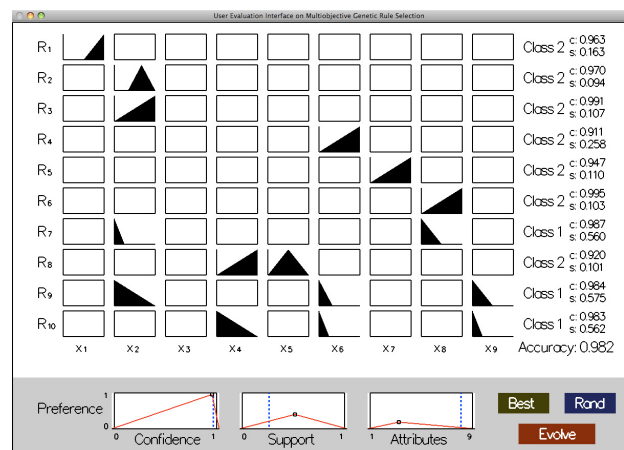 User Evaluation Interface on Multiobjective Genetic Rule Selection
R1 Class 2 c: 0.963 s: 0.163
R2 Class 2 c: 0.970 s: 0.094
R3 Class 2 c: 0.991 s: 0.107
R4 Class 2 c: 0.911 s: 0.258
R5 Class 2 c: 0.947 s: 0.110
R6 Class 2 c: 0.995 s: 0.103
R7 Class 1 c: 0.987 s: 0.560
R8 Class 2 c: 0.920 s: 0.101
R9 Class 1 c: 0.984 s: 0.575
R10 Class 1 c: 0.983 s: 0.562
X1 X2 X3 X4 X5 X6 X7 X8 X9 Accuracy: 0.982
Preference
1
0 Confidence 1
0 Support 1
1 Attributes 9
Best Rand
Evolve